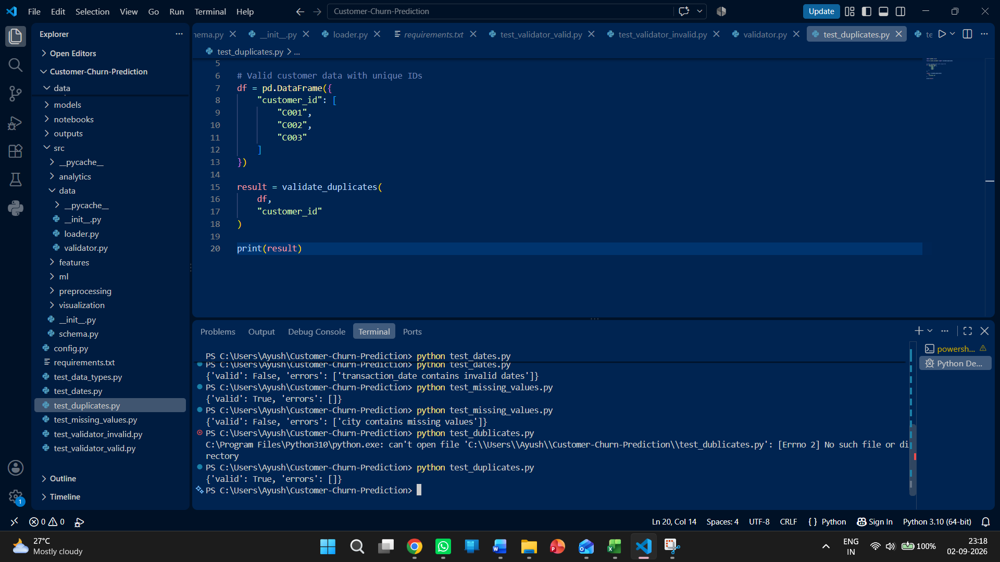 File Edit Selection View Go Run Terminal Help
Customer-Churn-Prediction
Update
Explorer
Open Editors
Customer-Churn-Prediction
data
models
notebooks
outputs
src
__pycache__
analytics
data
__pycache__
__init__.py
loader.py
validator.py
features
ml
preprocessing
visualization
__init__.py
schema.py
config.py
requirements.txt
test_data_types.py
test_dates.py
test_duplicates.py
test_missing_values.py
test_validator_invalid.py
test_validator_valid.py
Outline
Timeline
1
hema.py __init__.py loader.py requirements.txt test_validator_valid.py test_validator_invalid.py validator.py test_duplicates.py te
test_duplicates.py > ...
5
6 # Valid customer data with unique IDs
7 df = pd.DataFrame({
8 "customer_id": [
9 "C001",
10 "C002",
11 "C003"
12 ]
13 })
14
15 result = validate_duplicates(
16 df,
17 "customer_id"
18 )
19
20 print(result)
Problems Output Debug Console Terminal Ports
powersh...
Python De...
PS C:\Users\Ayush\Customer-Churn-Prediction> python test_dates.py
PS C:\Users\Ayush\Customer-Churn-Prediction> python test_dates.py
{'valid': False, 'errors': ['transaction_date contains invalid dates']}
PS C:\Users\Ayush\Customer-Churn-Prediction> python test_missing_values.py
{'valid': True, 'errors': []}
PS C:\Users\Ayush\Customer-Churn-Prediction> python test_missing_values.py
{'valid': False, 'errors': ['city contains missing values']}
PS C:\Users\Ayush\Customer-Churn-Prediction> python test_dublicates.py
C:\Program Files\Python310\python.exe: can't open file 'C:\\Users\\Ayush\\Customer-Churn-Prediction\\test_dublicates.py': [Errno 2] No such file or di
rectory
PS C:\Users\Ayush\Customer-Churn-Prediction> python test_duplicates.py
{'valid': True, 'errors': []}
PS C:\Users\Ayush\Customer-Churn-Prediction>
0 0 Ln 20, Col 14 Spaces: 4 UTF-8 CRLF { } Python Sign In Python 3.10 (64-bit)
27°C
Mostly cloudy
ENG
IN
100%
23:18
02-09-2026